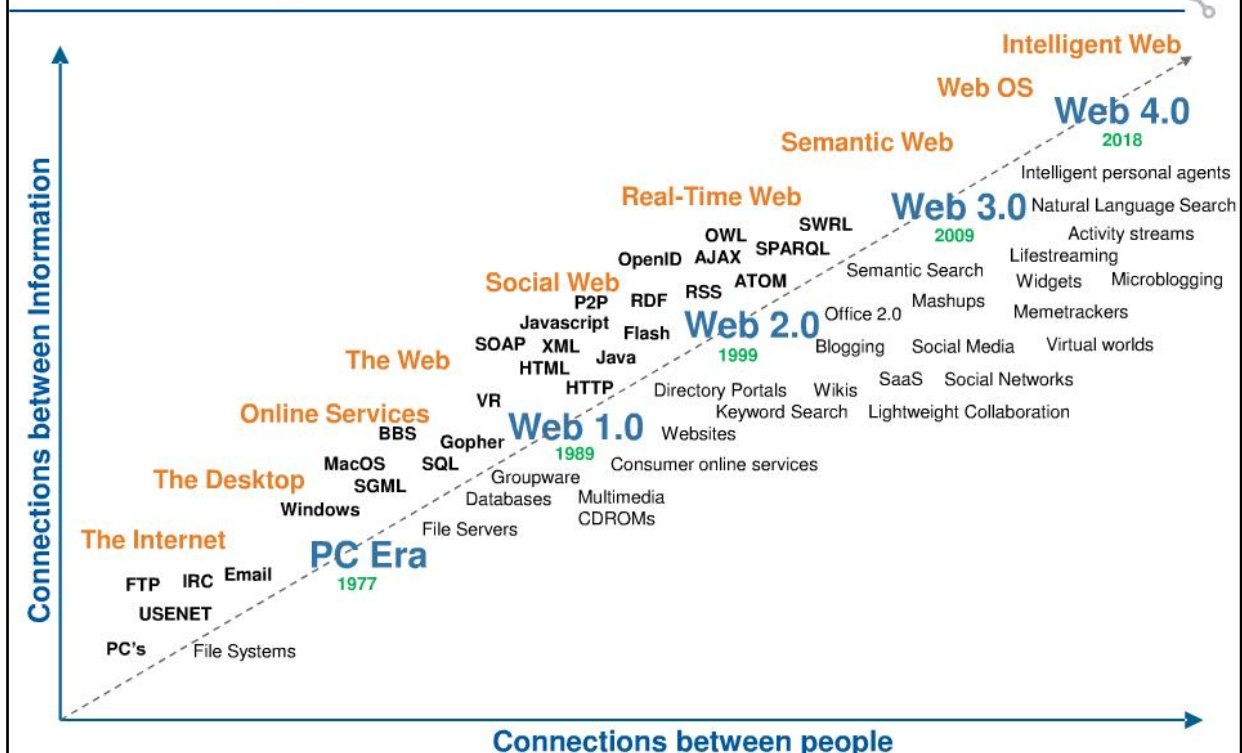 Intelligent Web
Web OS
Web 4.0
2018
Semantic Web
Intelligent personal agents
Real-Time Web
Web 3.0
Natural Language Search
2009
SWRL
OWL
SPARQL
Activity streams
OpenID
AJAX
Lifestreaming
Semantic Search
Social Web
ATOM
Widgets
Microblogging
P2P
RDF
RSS
Mashups
Memetrackers
Javascript
Flash
Web 2.0
Office 2.0
1999
SOAP
XML
Java
Blogging
Social Media
Virtual worlds
The Web
HTML
HTTP
Directory Portals
Wikis
SaaS
Social Networks
VR
Keyword Search
Lightweight Collaboration
Online Services
BBS
Gopher
Web 1.0
1989
Websites
MacOS
SQL
Consumer online services
The Desktop
SGML
Groupware
Windows
Databases
Multimedia
CDROMs
File Servers
The Internet
PC Era
1977
FTP
IRC
Email
USENET
PC's
File Systems
Connections between Information
Connections between people